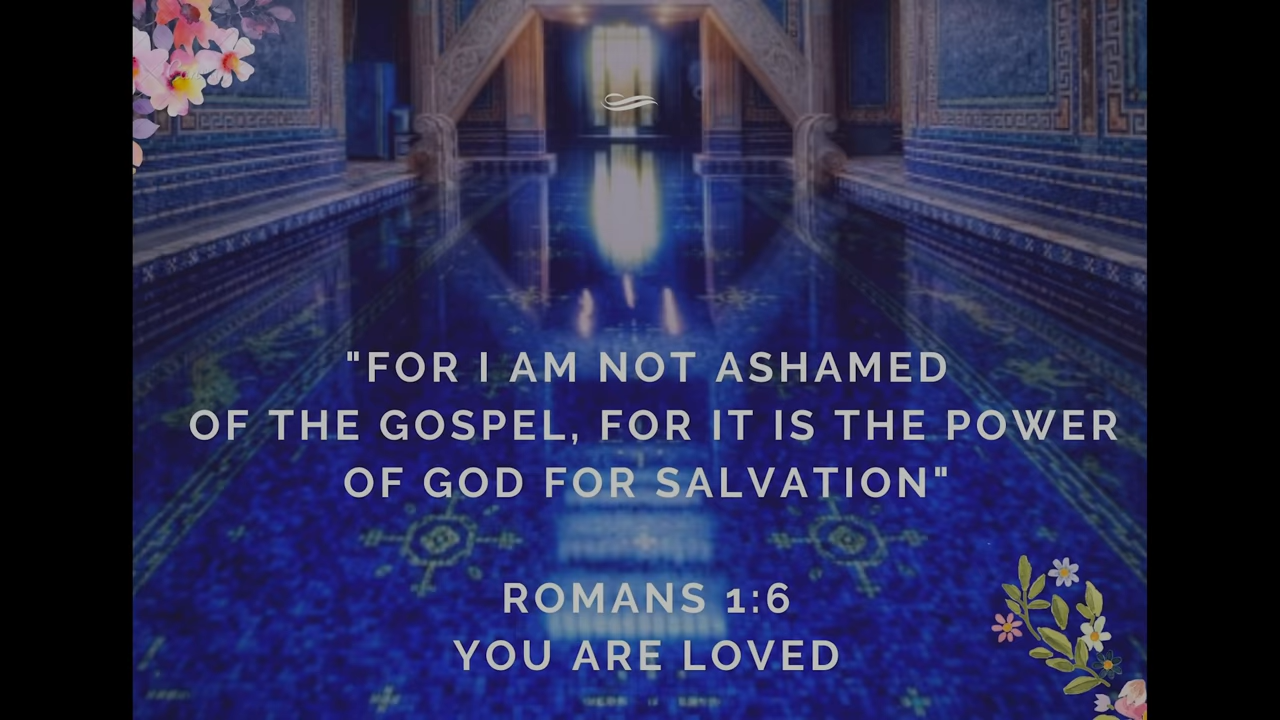 "FOR I AM NOT ASHAMED
OF THE GOSPEL, FOR IT IS THE POWER
OF GOD FOR SALVATION"
ROMANS 1:6
YOU ARE LOVED